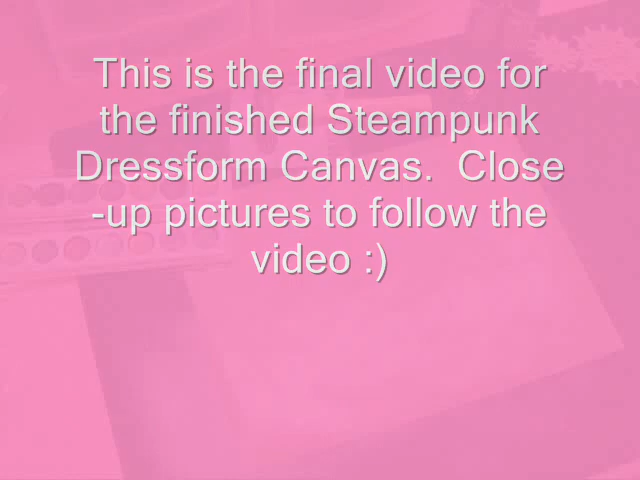 This is the final video for
the finished Steampunk
Dressform Canvas.  Close
-up pictures to follow the
video :)